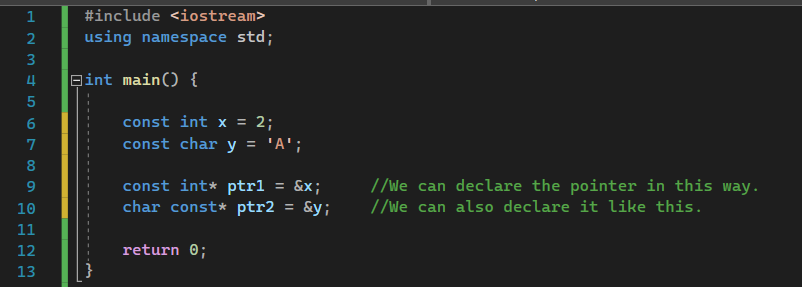 1 #include <iostream>
2 using namespace std;
3
4 int main() {
5
6 const int x = 2;
7 const char y = 'A';
8
9 const int* ptr1 = &x; //We can declare the pointer in this way.
10 char const* ptr2 = &y; //We can also declare it like this.
11
12 return 0;
13 }